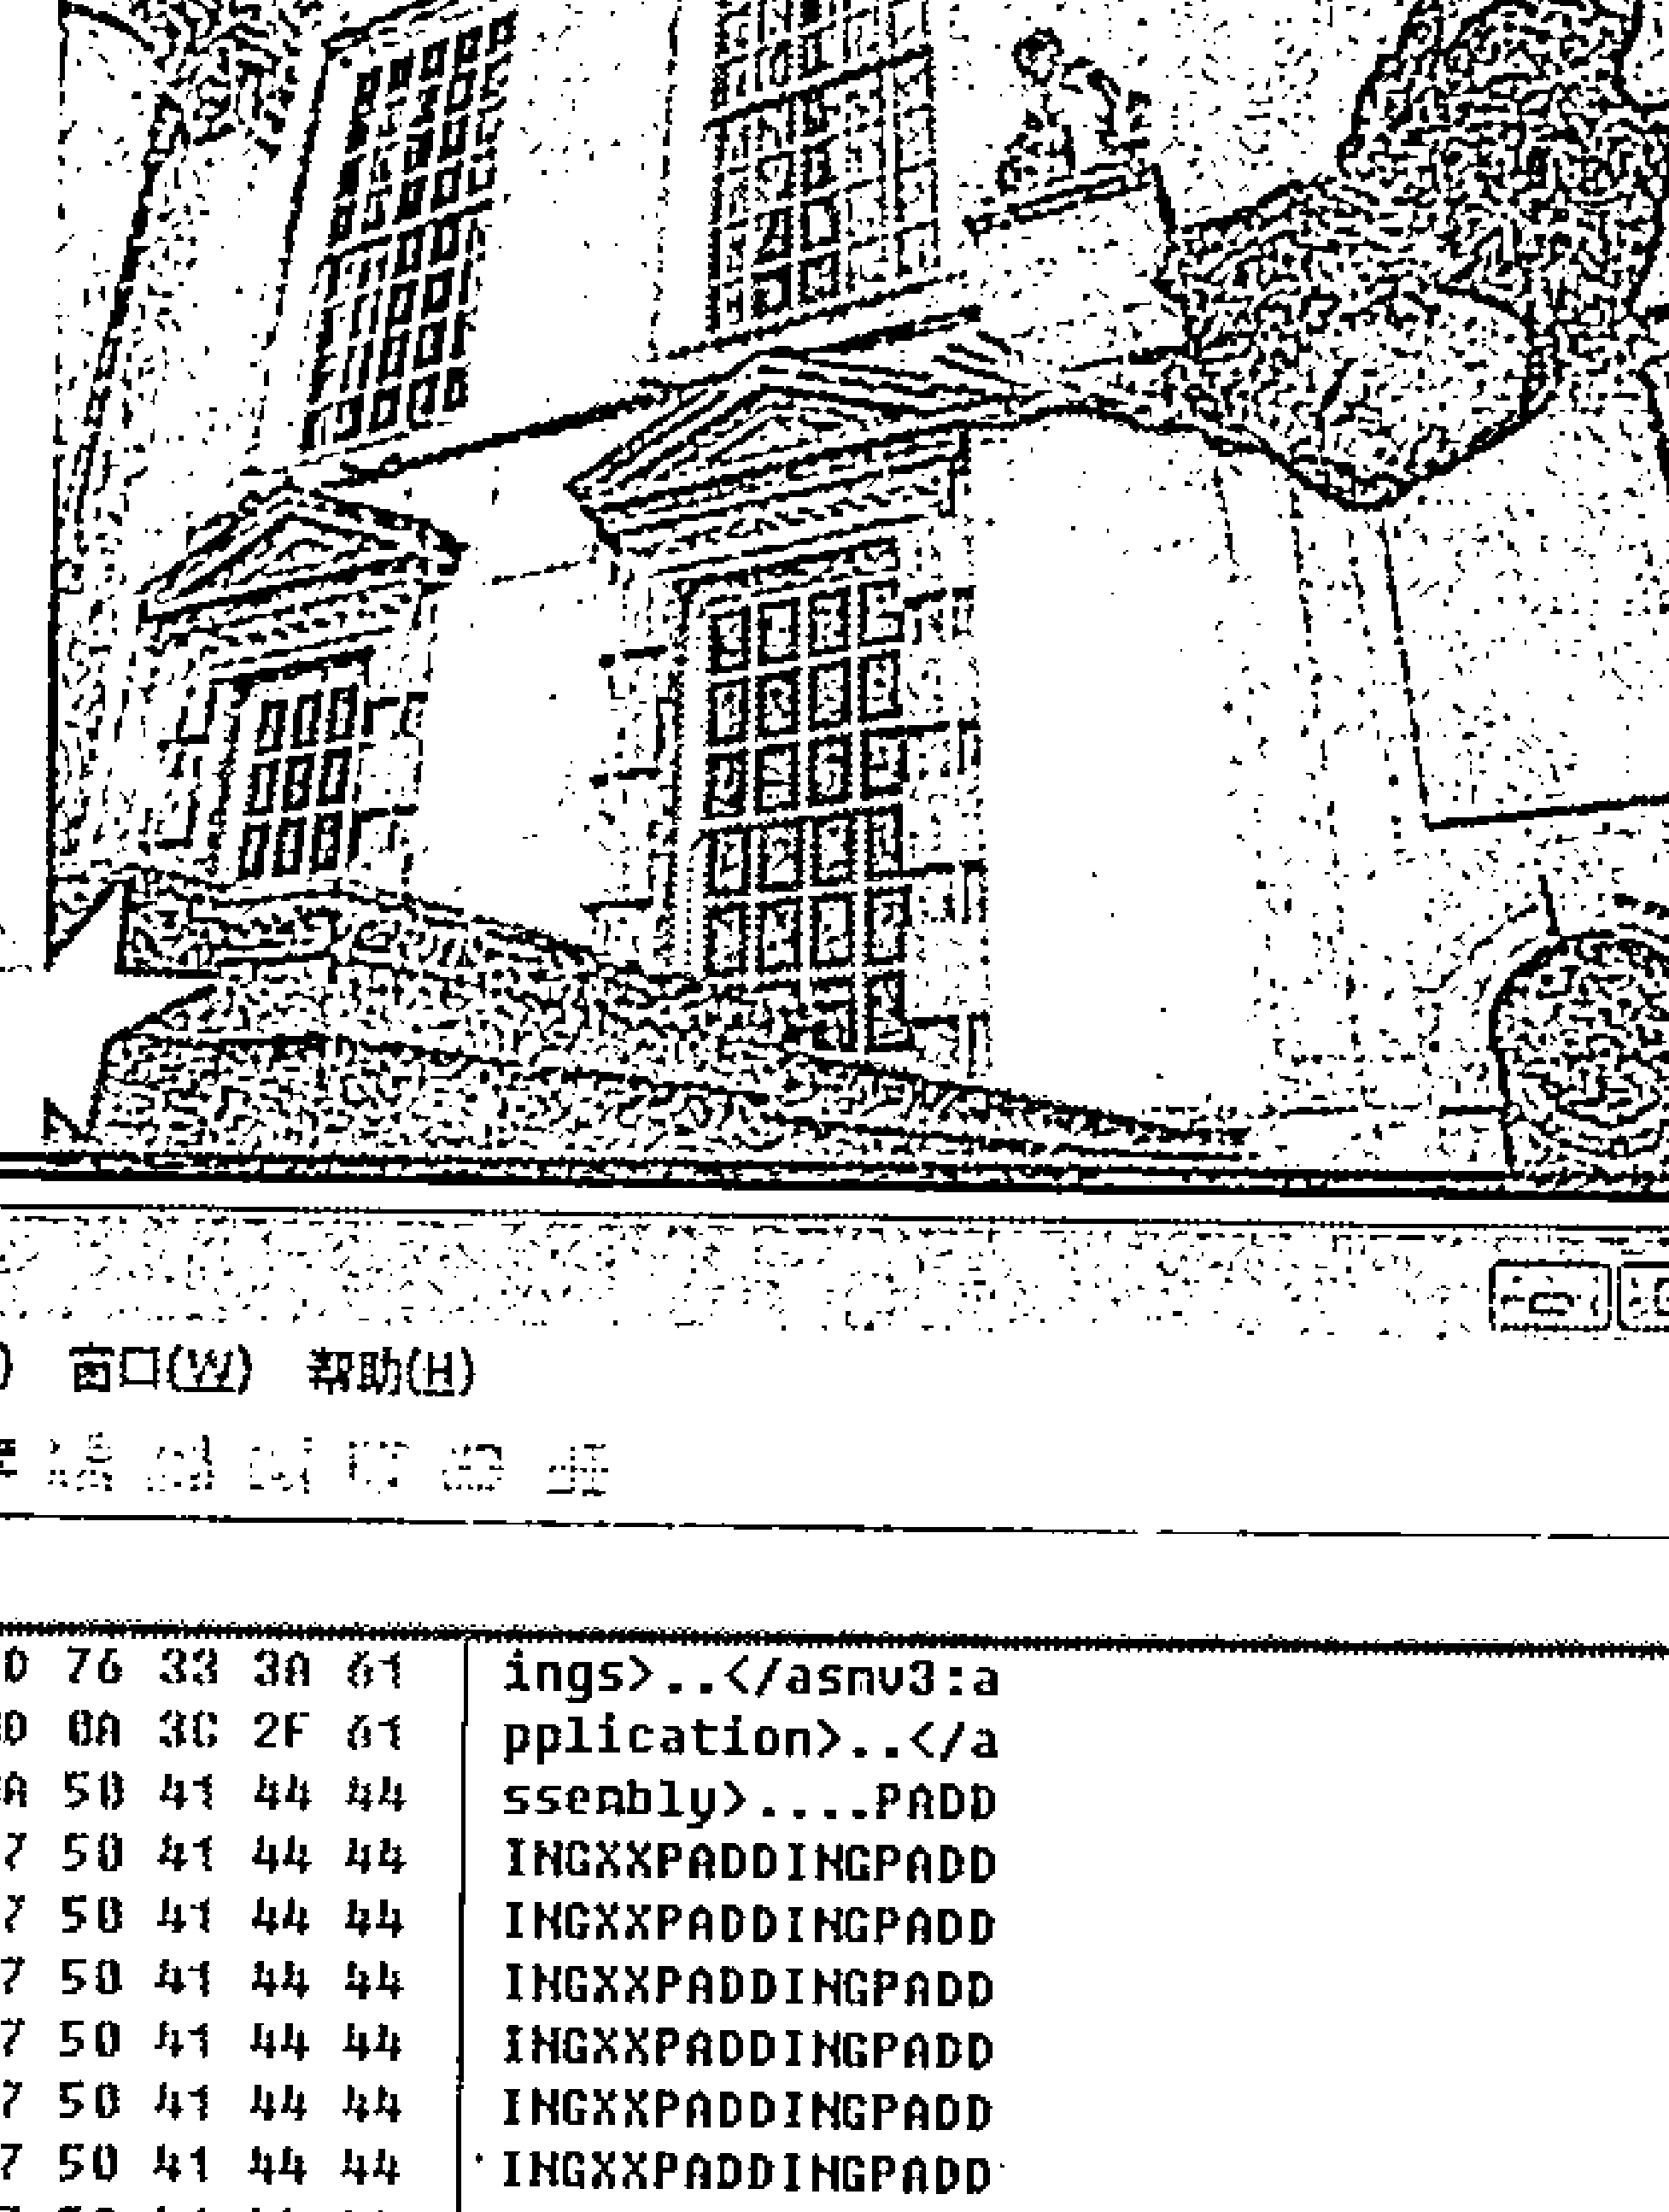 ) 窗口(W) 帮助(H)
D 76 33 3A 61 ings>..</asmv3:a
D 0A 3C 2F 61 pplication>..</a
A 50 41 44 44 ssembly>....PADD
7 50 41 44 44 INGXXPADDINGPADD
7 50 41 44 44 INGXXPADDINGPADD
7 50 41 44 44 INGXXPADDINGPADD
7 50 41 44 44 INGXXPADDINGPADD
7 50 41 44 44 INGXXPADDINGPADD
7 50 41 44 44 INGXXPADDINGPADD